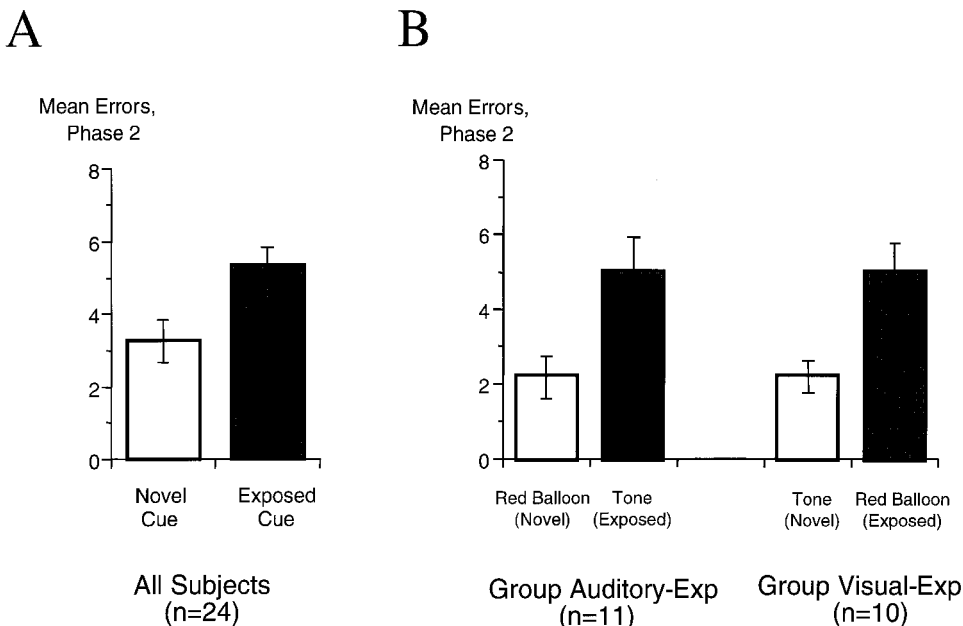 A
Mean Errors,
Phase 2
8
6
4
2
0
Novel
Cue
Exposed
Cue
All Subjects
(n=24)
B
Mean Errors,
Phase 2
8
6
4
2
0
Red Balloon
(Novel)
Tone
(Exposed)
Tone
(Novel)
Red Balloon
(Exposed)
Group Auditory-Exp
(n=11)
Group Visual-Exp
(n=10)